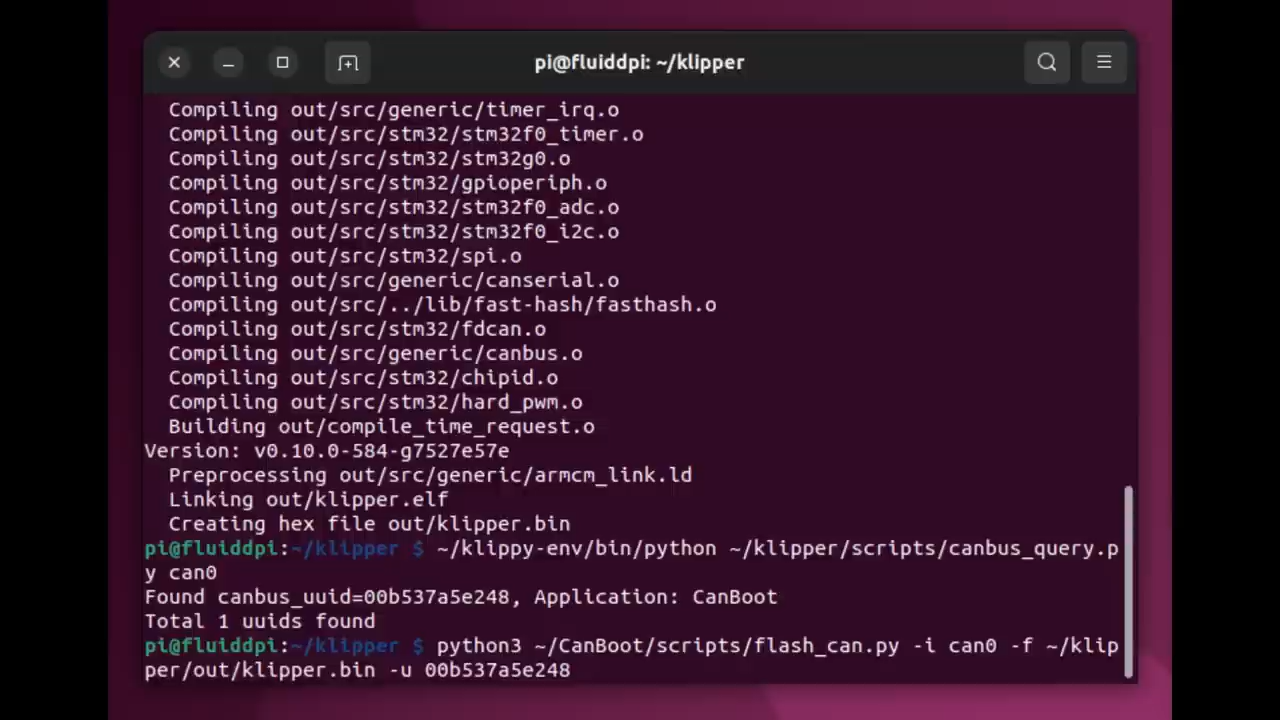 pi@fluiddpi: ~/klipper
Compiling out/src/generic/timer_irq.o
Compiling out/src/stm32/stm32f0_timer.o
Compiling out/src/stm32/stm32g0.o
Compiling out/src/stm32/gpioperiph.o
Compiling out/src/stm32/stm32f0_adc.o
Compiling out/src/stm32/stm32f0_i2c.o
Compiling out/src/stm32/spi.o
Compiling out/src/generic/canserial.o
Compiling out/src/../lib/fast-hash/fasthash.o
Compiling out/src/stm32/fdcan.o
Compiling out/src/generic/canbus.o
Compiling out/src/stm32/chipid.o
Compiling out/src/stm32/hard_pwm.o
Building out/compile_time_request.o
Version: v0.10.0-584-g7527e57e
Preprocessing out/src/generic/armcm_link.ld
Linking out/klipper.elf
Creating hex file out/klipper.bin
pi@fluiddpi:~/klipper $ ~/klippy-env/bin/python ~/klipper/scripts/canbus_query.p
y can0
Found canbus_uuid=00b537a5e248, Application: CanBoot
Total 1 uuids found
pi@fluiddpi:~/klipper $ python3 ~/CanBoot/scripts/flash_can.py -i can0 -f ~/klip
per/out/klipper.bin -u 00b537a5e248